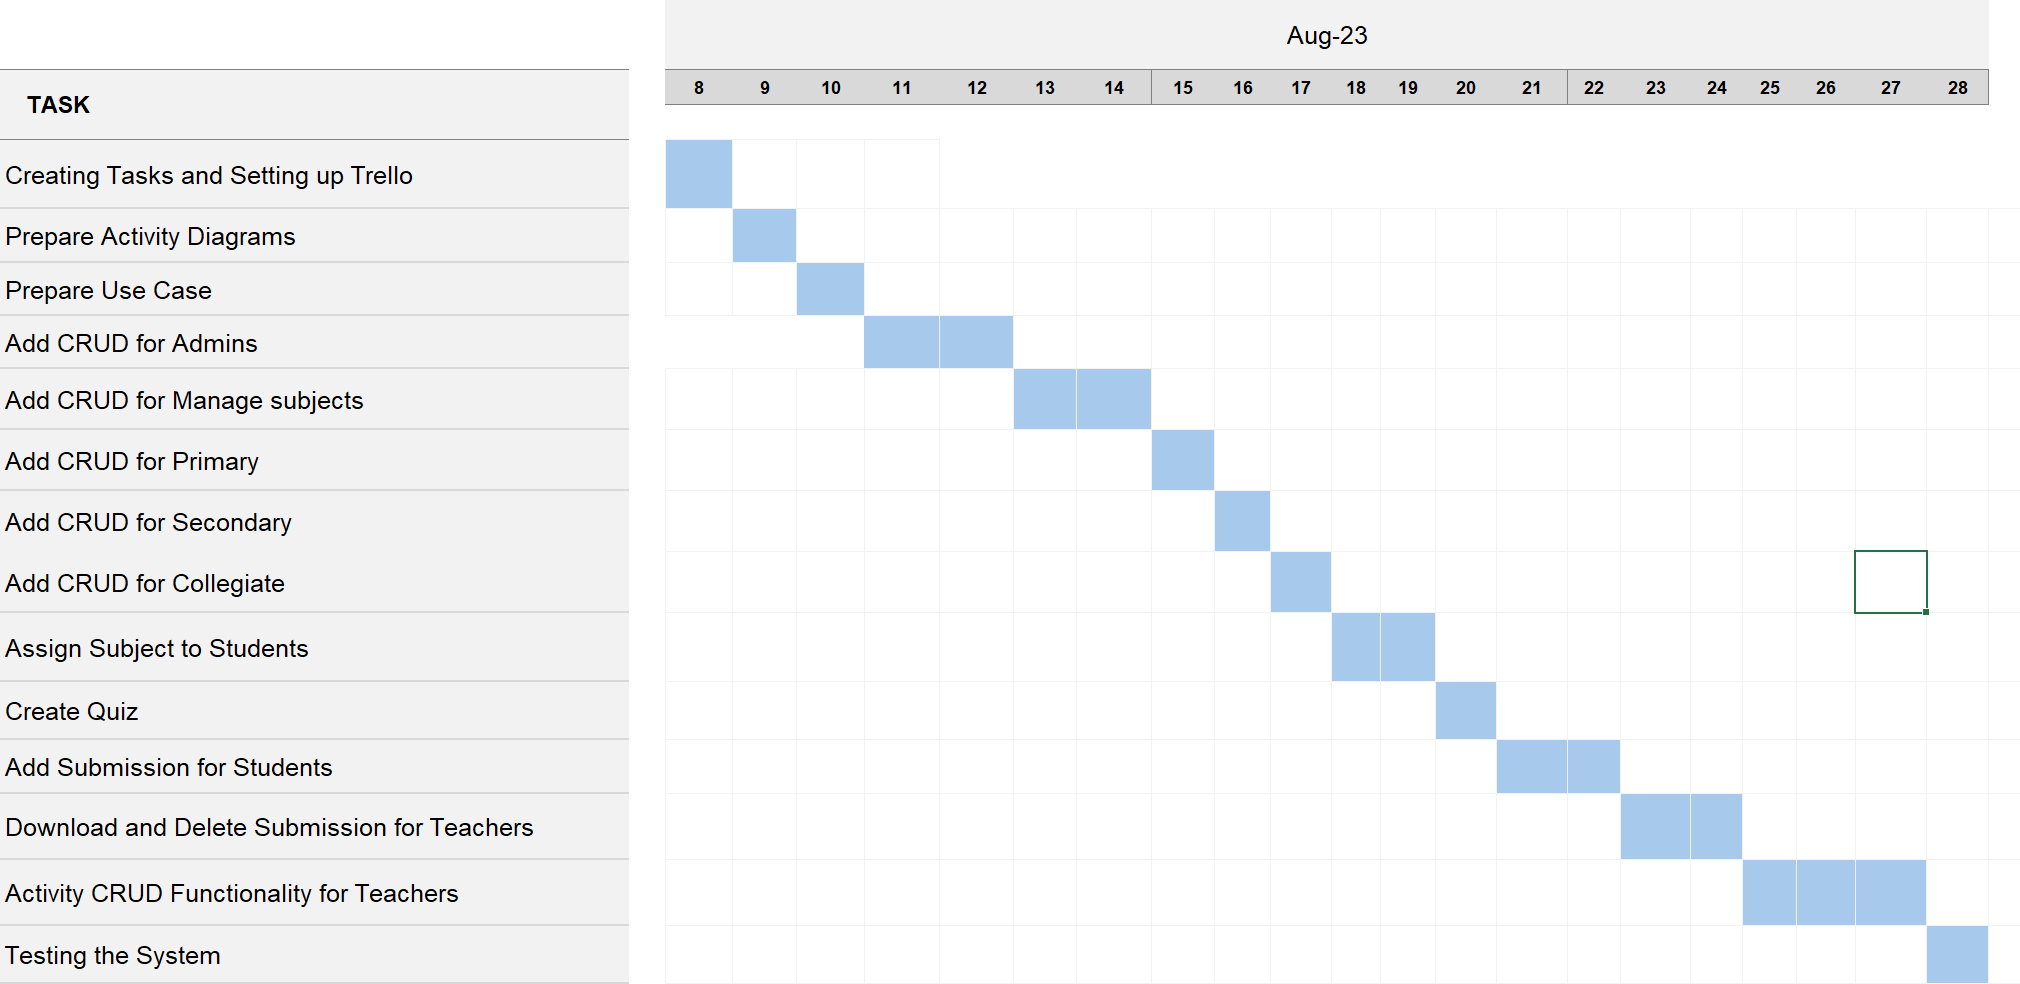 Aug-23
8 9 10 11 12 13 14 15 16 17 18 19 20 21 22 23 24 25 26 27 28
TASK
Creating Tasks and Setting up Trello
Prepare Activity Diagrams
Prepare Use Case
Add CRUD for Admins
Add CRUD for Manage subjects
Add CRUD for Primary
Add CRUD for Secondary
Add CRUD for Collegiate
Assign Subject to Students
Create Quiz
Add Submission for Students
Download and Delete Submission for Teachers
Activity CRUD Functionality for Teachers
Testing the System